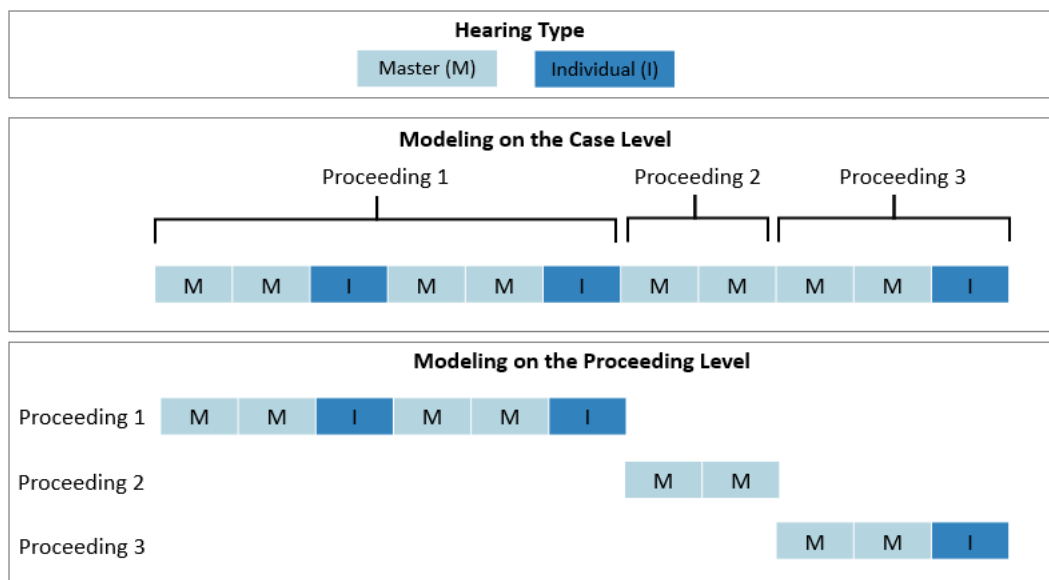 Hearing Type
Master (M) Individual (I)
Modeling on the Case Level
Proceeding 1 Proceeding 2 Proceeding 3
M M I M M I M M M M I
Modeling on the Proceeding Level
Proceeding 1 M M I M M I
Proceeding 2 M M
Proceeding 3 M M I